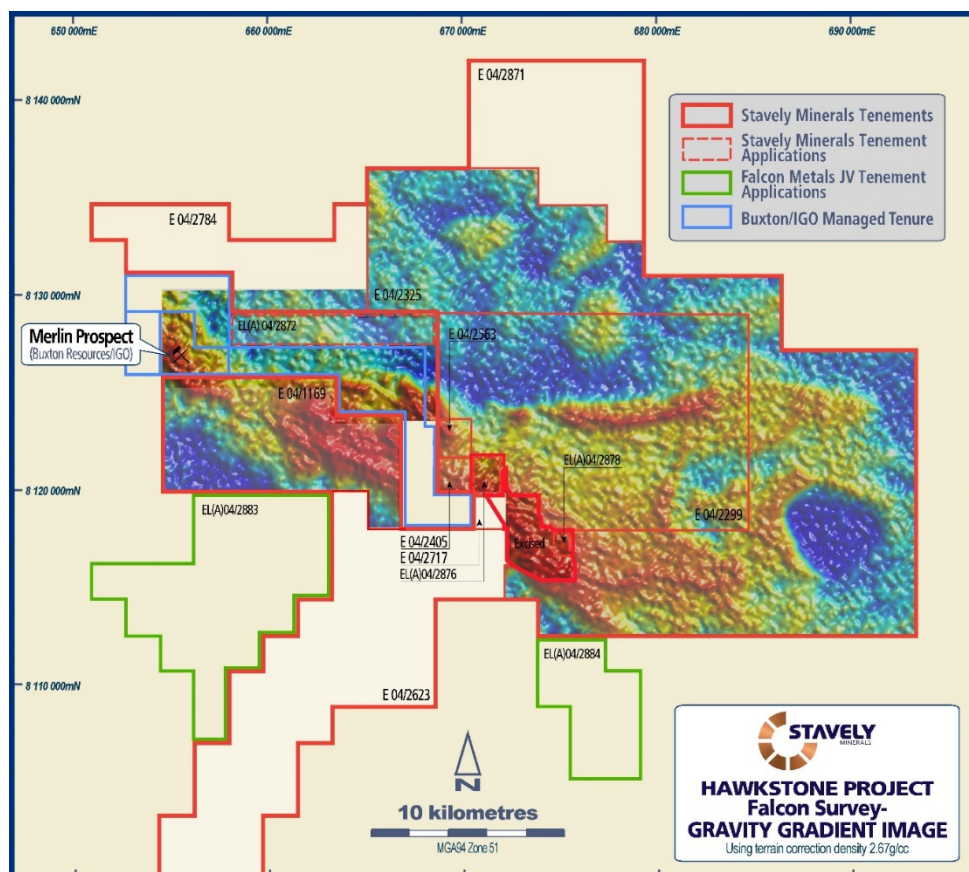 650 000mE
660 000mE
670 000mE
680 000mE
690 000mE
8 140 000mN
E 04/2871
Stavely Minerals Tenements
Stavely Minerals Tenement
Applications
Falcon Metals JV Tenement
Applications
Buxton/IGO Managed Tenure
E 04/2784
8 130 000mN
E 04/2325
EL(A) 04/2872
E 04/2563
Merlin Prospect
(Buxton Resources/IGO)
E 04/1169
EL(A)04/2878
8 120 000mN
EL(A)04/2883
E 04/2299
Excised
E 04/2405
E 04/2717
EL(A)04/2876
EL(A)04/2884
8 110 000mN
E 04/2623
N
10 kilometres
MGA94 Zone 51
STAVELY
MINERALS
HAWKSTONE PROJECT
Falcon Survey-
GRAVITY GRADIENT IMAGE
Using terrain correction density 2.67g/cc